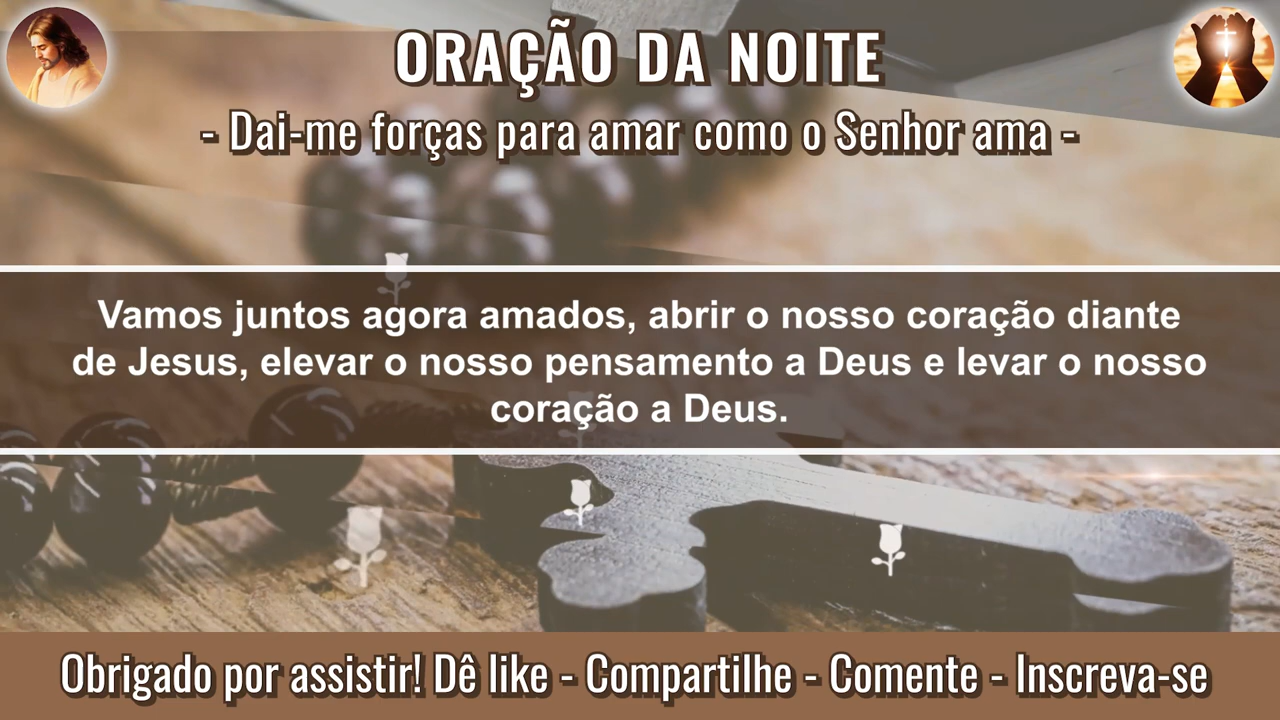 ORAÇÃO DA NOITE
- Dai-me forças para amar como o Senhor ama -
Vamos juntos agora amados, abrir o nosso coração diante
de Jesus, elevar o nosso pensamento a Deus e levar o nosso
coração a Deus.
Obrigado por assistir! Dê like - Compartilhe - Comente - Inscreva-se